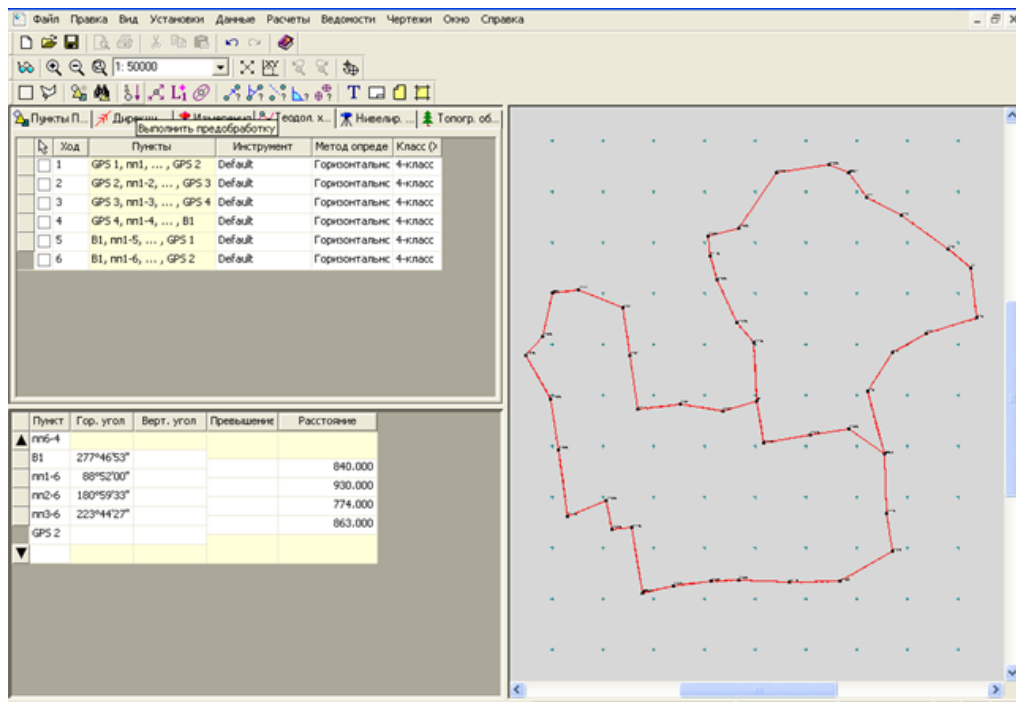 Файл Правка Вид Установки Данные Расчеты Ведомости Чертежи Окно Справка
1: 50000
Пункты П... Дирекци... Измерения Теодол. х... Нивелир. ... Топогр. об...
Выполнить предобработку
Ход Пункты Инструмент Метод опреде Класс (
1 GPS 1, пп1, ... , GPS 2 Default Горизонтальнс 4-класс
2 GPS 2, пп1-2, ... , GPS 3 Default Горизонтальнс 4-класс
3 GPS 3, пп1-3, ... , GPS 4 Default Горизонтальнс 4-класс
4 GPS 4, пп1-4, ... , B1 Default Горизонтальнс 4-класс
5 B1, пп1-5, ... , GPS 1 Default Горизонтальнс 4-класс
6 B1, пп1-6, ... , GPS 2 Default Горизонтальнс 4-класс
Пункт Гор. угол Верт. угол Превышение Расстояние
пп6-4
B1 277°46'53"
840.000
пп1-6 88°52'00"
930.000
пп2-6 180°59'33"
774.000
пп3-6 223°44'27"
863.000
GPS 2